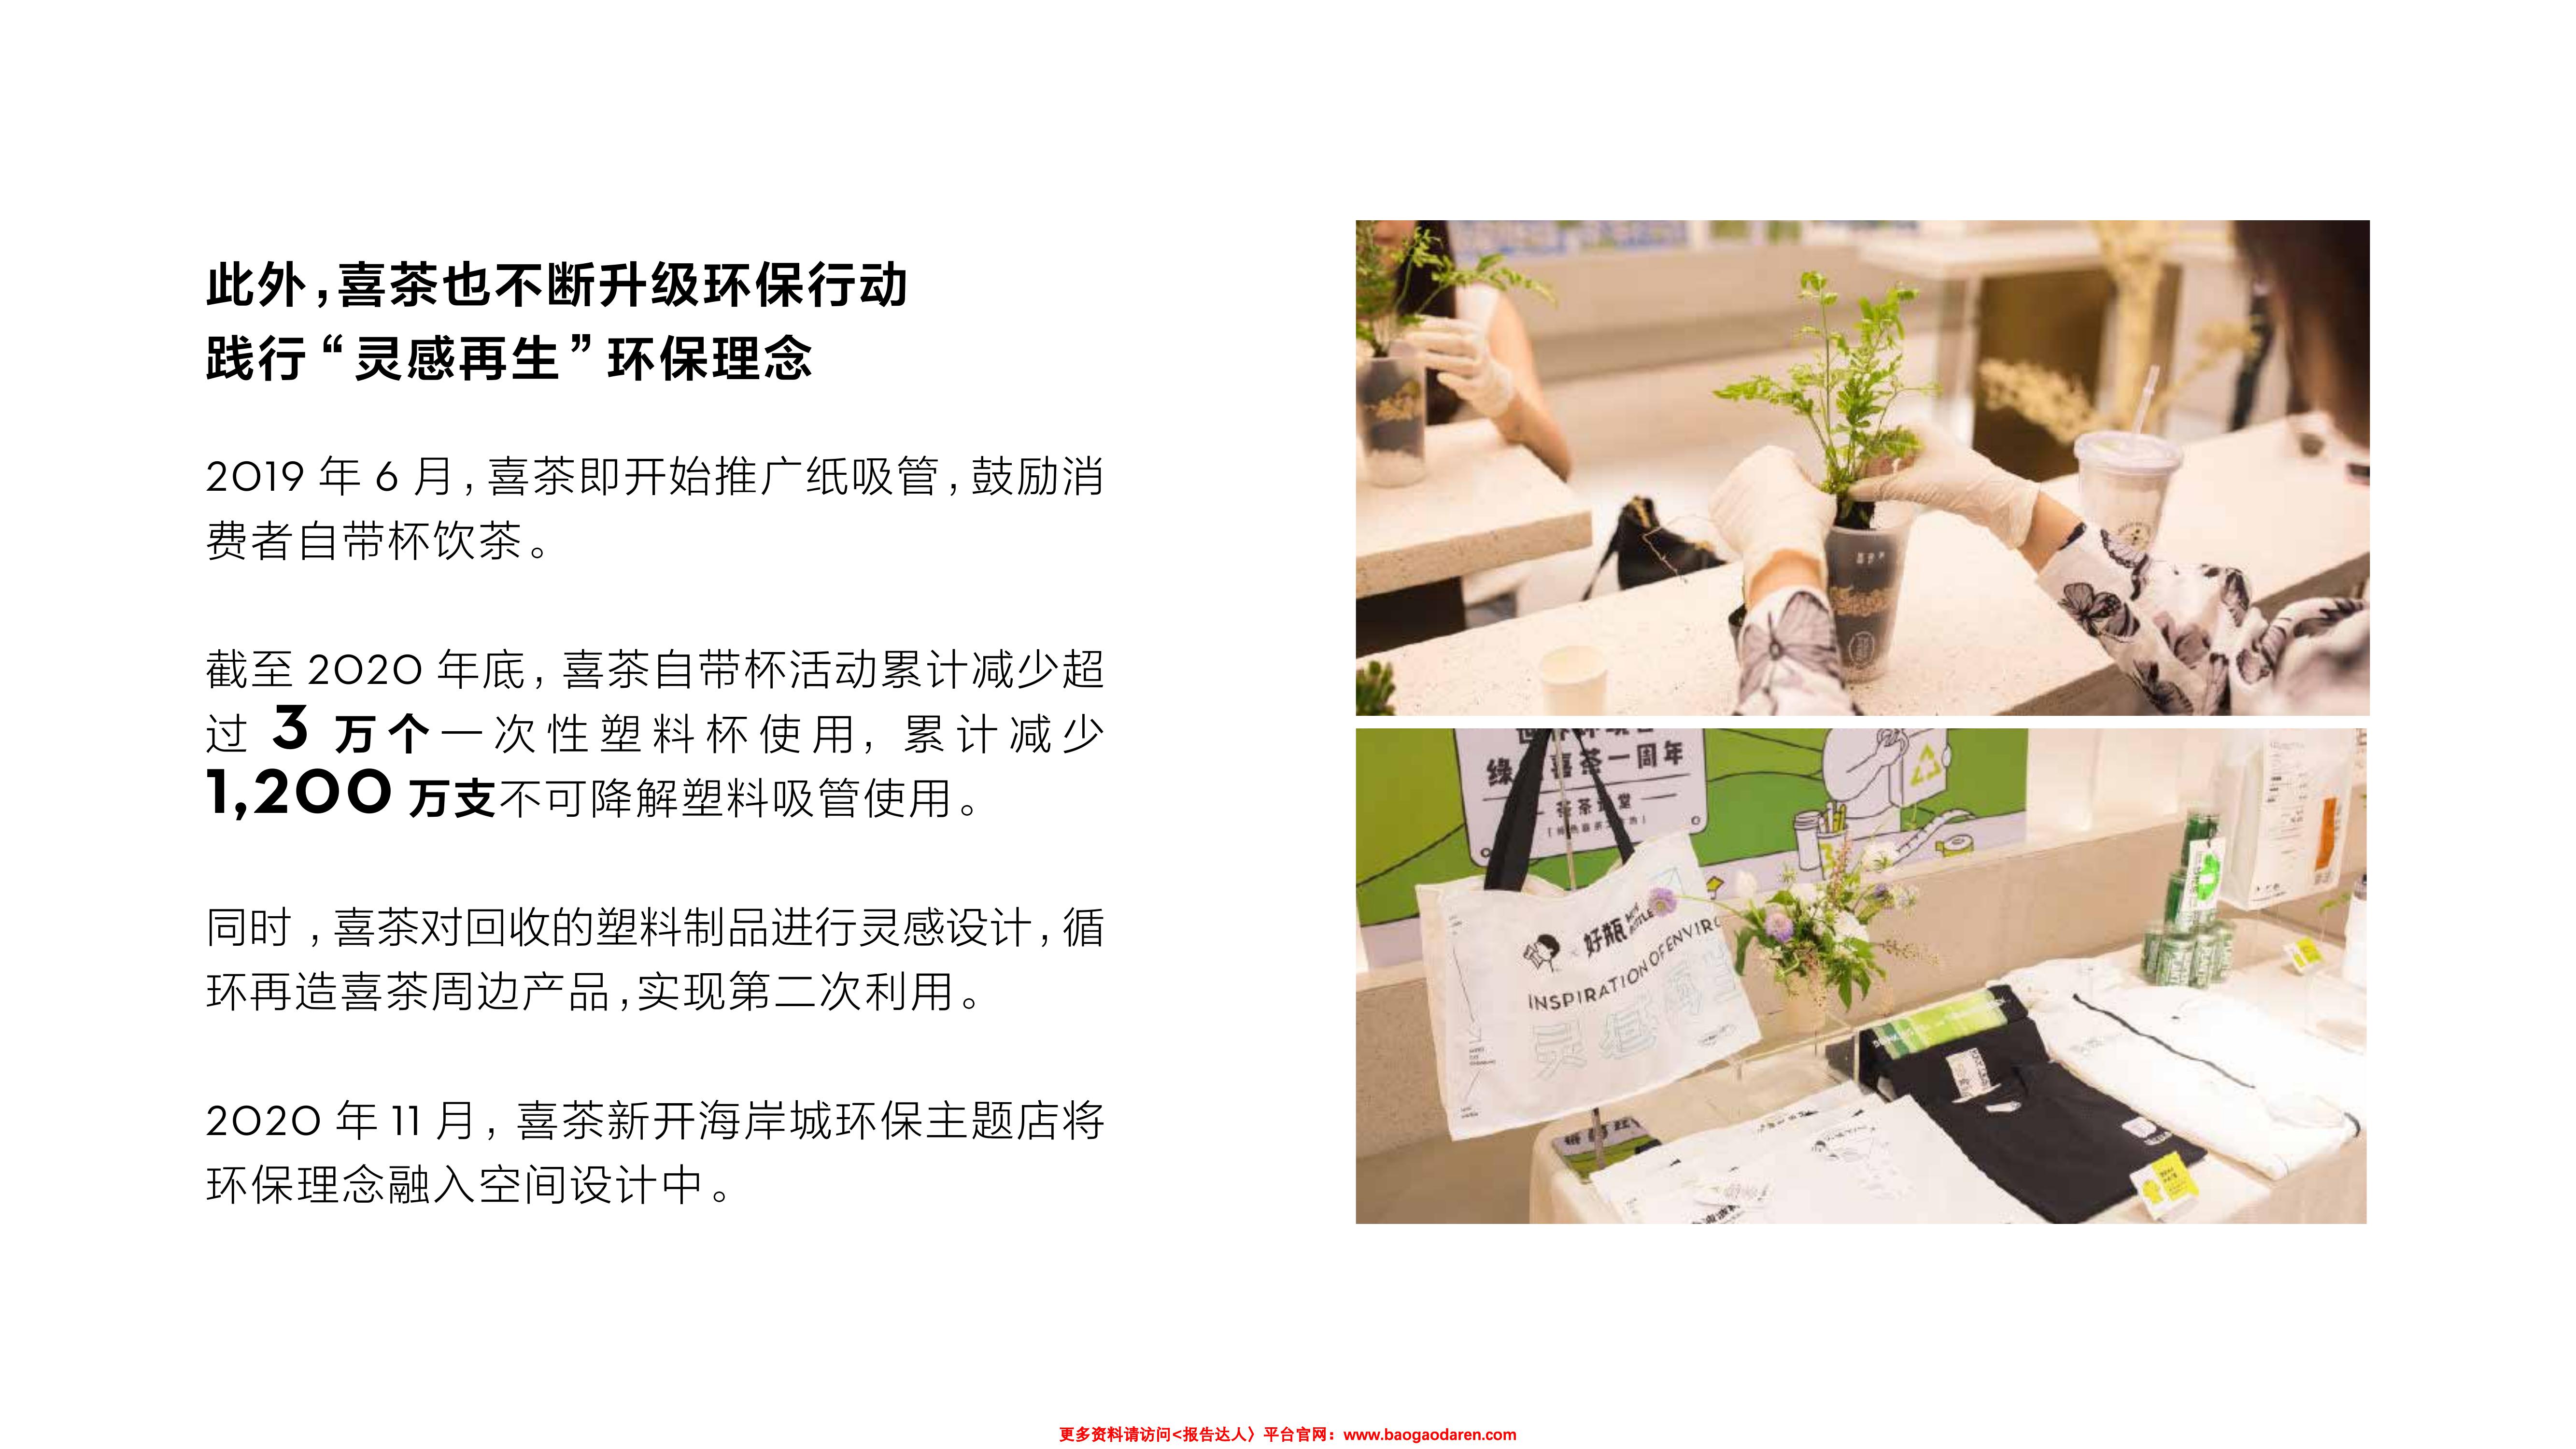 此外,喜茶也不断升级环保行动
践行“灵感再生”环保理念
2019 年 6 月,喜茶即开始推广纸吸管,鼓励消
费者自带杯饮茶。
截至 2020 年底,喜茶自带杯活动累计减少超
过 3 万个一次性塑料杯使用,累计减少
1,200 万支不可降解塑料吸管使用。
同时,喜茶对回收的塑料制品进行灵感设计,循
环再造喜茶周边产品,实现第二次利用。
2020 年 11 月,喜茶新开海岸城环保主题店将
环保理念融入空间设计中。
喜茶一周年
好瓶
INSPIRATION OF ENVIRO
灵感再生
更多资料请访问<报告达人〉平台官网：www.baogaodaren.com